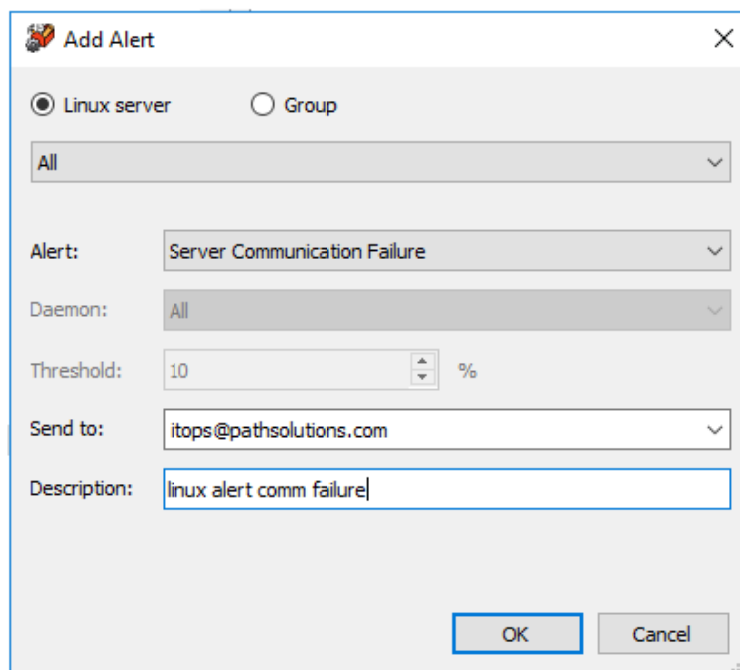 Add Alert
Linux server Group
All
Alert: Server Communication Failure
Daemon: All
Threshold: 10 %
Send to: itops@pathsolutions.com
Description: linux alert comm failure
OK Cancel